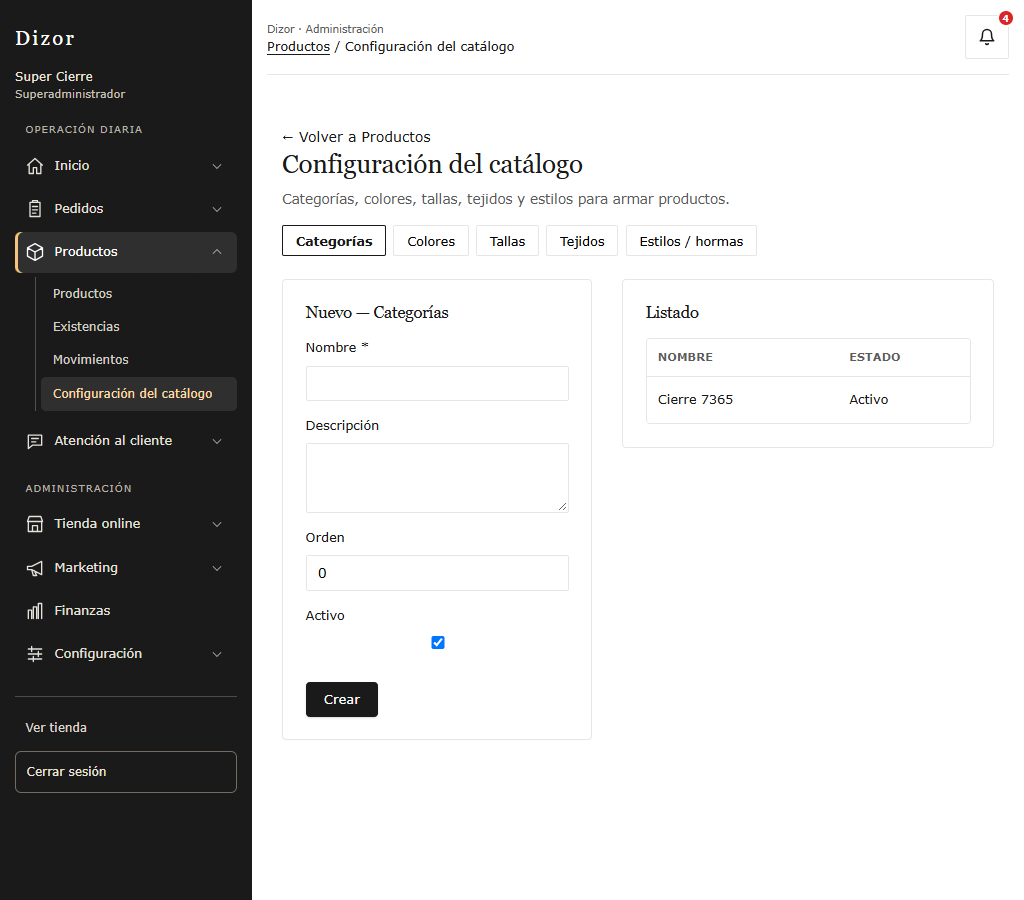 Dizor
Super Cierre
Superadministrador
OPERACIÓN DIARIA
Inicio
Pedidos
Productos
Productos
Existencias
Movimientos
Configuración del catálogo
Atención al cliente
ADMINISTRACIÓN
Tienda online
Marketing
Finanzas
Configuración
Ver tienda
Cerrar sesión
Dizor · Administración
Productos / Configuración del catálogo
4
← Volver a Productos
Configuración del catálogo
Categorías, colores, tallas, tejidos y estilos para armar productos.
Categorías Colores Tallas Tejidos Estilos / hormas
Nuevo — Categorías
Nombre *
Descripción
Orden
0
Activo
Crear
Listado
NOMBRE ESTADO
Cierre 7365 Activo